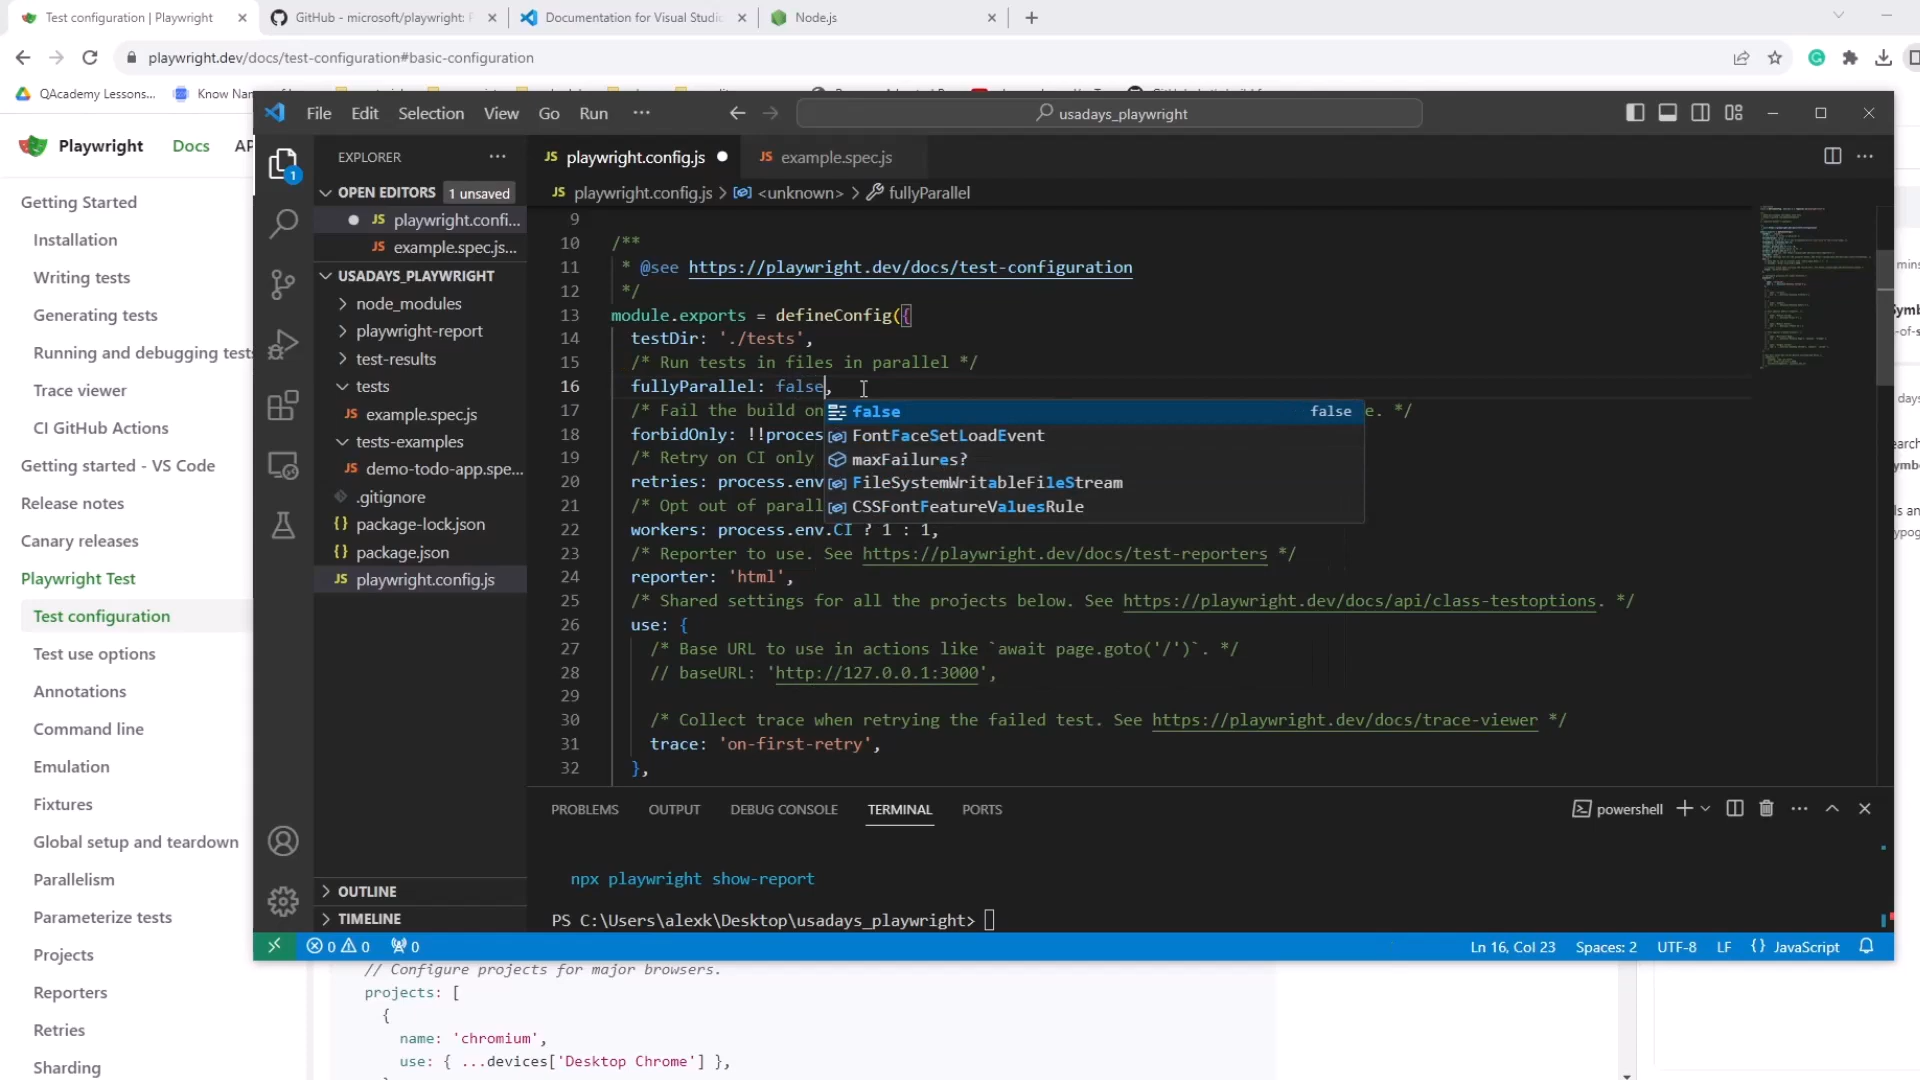 Test configuration | Playwright
GitHub - microsoft/playwright:
Documentation for Visual Studi
Node.js
playwright.dev/docs/test-configuration#basic-configuration
QAcademy Lessons...
Playwright
Docs
Getting Started
Installation
Writing tests
Generating tests
Running and debugging tests
Trace viewer
CI GitHub Actions
Getting started - VS Code
Release notes
Canary releases
Playwright Test
Test configuration
Test use options
Annotations
Command line
Emulation
Fixtures
Global setup and teardown
Parallelism
Parameterize tests
Projects
Reporters
Retries
Sharding
File Edit Selection View Go Run ···
usadays_playwright
EXPLORER
OPEN EDITORS 1 unsaved
JS playwright.confi...
JS example.spec.js...
USADAYS_PLAYWRIGHT
node_modules
playwright-report
test-results
tests
JS example.spec.js
tests-examples
JS demo-todo-app.spe...
.gitignore
{} package-lock.json
{} package.json
JS playwright.config.js
OUTLINE
TIMELINE
JS playwright.config.js
JS example.spec.js
JS playwright.config.js > <unknown> > fullyParallel
9
10 /**
11 * @see https://playwright.dev/docs/test-configuration
12 */
13 module.exports = defineConfig({
14 testDir: './tests',
15 /* Run tests in files in parallel */
16 fullyParallel: false,
17 /* Fail the build on e. */
18 forbidOnly: !!proces
19 /* Retry on CI only
20 retries: process.env
21 /* Opt out of parall
22 workers: process.env.CI ? 1 : 1,
23 /* Reporter to use. See https://playwright.dev/docs/test-reporters */
24 reporter: 'html',
25 /* Shared settings for all the projects below. See https://playwright.dev/docs/api/class-testoptions. */
26 use: {
27 /* Base URL to use in actions like `await page.goto('/')`. */
28 // baseURL: 'http://127.0.0.1:3000',
29
30 /* Collect trace when retrying the failed test. See https://playwright.dev/docs/trace-viewer */
31 trace: 'on-first-retry',
32 },
false false
FontFaceSetLoadEvent
maxFailures?
FileSystemWritableFileStream
CSSFontFeatureValuesRule
PROBLEMS OUTPUT DEBUG CONSOLE TERMINAL PORTS
powershell
npx playwright show-report
PS C:\Users\alexk\Desktop\usadays_playwright>
0 0 0
Ln 16, Col 23 Spaces: 2 UTF-8 LF {} JavaScript
// Configure projects for major browsers.
projects: [
{
name: 'chromium',
use: { ...devices['Desktop Chrome'] },